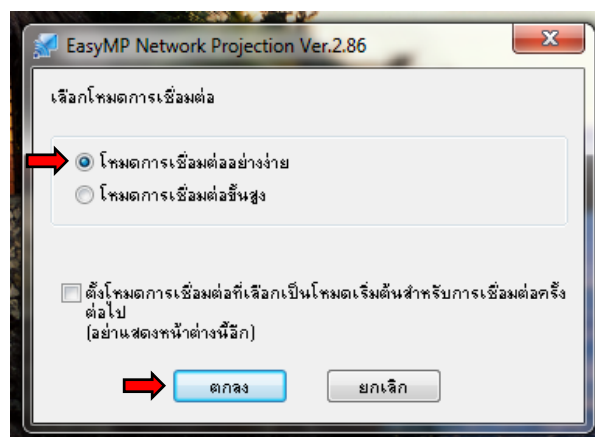 EasyMP Network Projection Ver.2.86
เลือกโหมดการเชื่อมต่อ
โหมดการเชื่อมต่ออย่างง่าย
โหมดการเชื่อมต่อขั้นสูง
ตั้งโหมดการเชื่อมต่อที่เลือกเป็นโหมดเริ่มต้นสำหรับการเชื่อมต่อครั้ง
ต่อไป
(อย่าแสดงหน้าต่างนี้อีก)
ตกลง
ยกเลิก